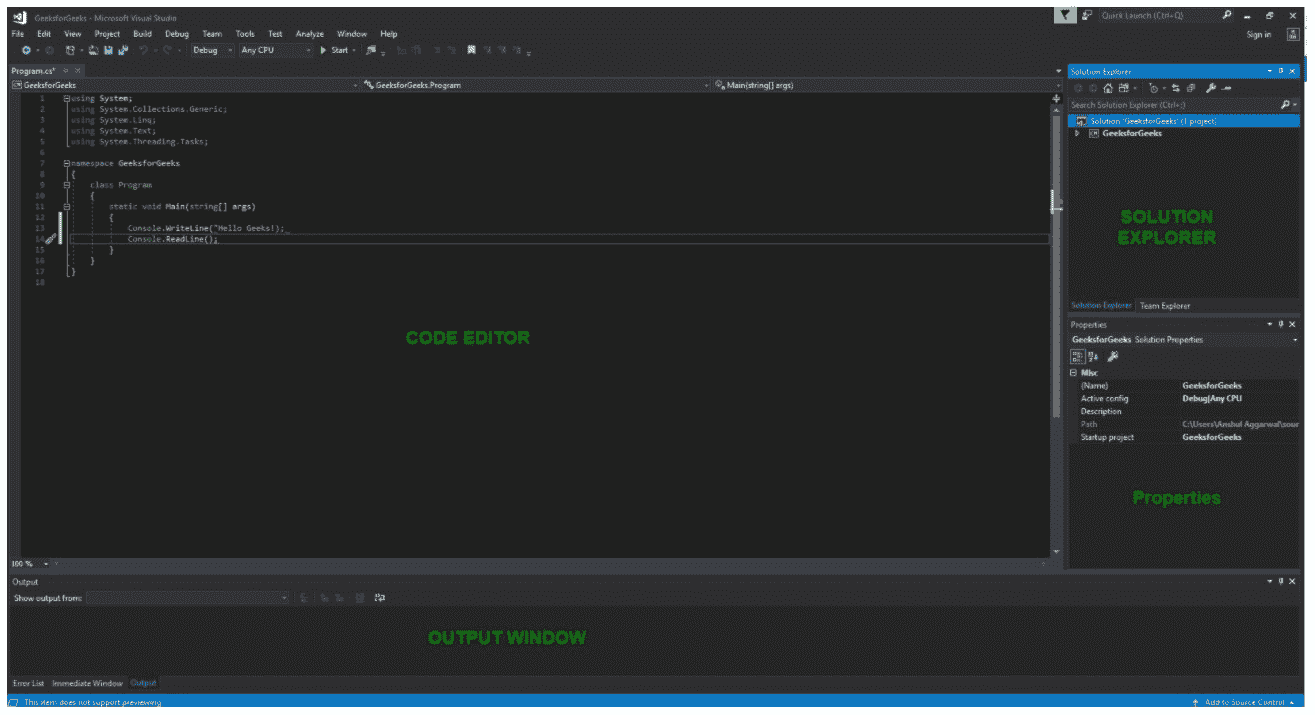 GeeksforGeeks - Microsoft Visual Studio
Quick Launch (Ctrl+Q)
File Edit View Project Build Debug Team Tools Test Analyze Window Help
Sign in
Debug Any CPU Start
Program.cs*
GeeksforGeeks GeeksforGeeks.Program Main(string[] args)
1 using System;
2 using System.Collections.Generic;
3 using System.Linq;
4 using System.Text;
5 using System.Threading.Tasks;
6
7 namespace GeeksforGeeks
8 {
9 class Program
10 {
11 static void Main(string[] args)
12 {
13 Console.WriteLine("Hello Geeks!);
14 Console.ReadLine();
15 }
16 }
17 }
18
CODE EDITOR
100 %
Solution Explorer
Search Solution Explorer (Ctrl+;)
Solution 'GeeksforGeeks' (1 project)
GeeksforGeeks
SOLUTION
EXPLORER
Solution Explorer Team Explorer
Properties
GeeksforGeeks Solution Properties
Misc
(Name) GeeksforGeeks
Active config Debug|Any CPU
Description
Path C:\Users\Anshul Aggarwal\sour
Startup project GeeksforGeeks
Properties
Output
Show output from:
OUTPUT WINDOW
Error List Immediate Window Output
This item does not support previewing
Add to Source Control